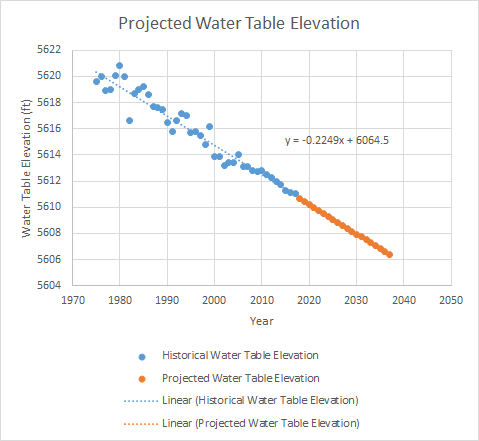 Projected Water Table Elevation
5622
5620
5618
5616
5614
5612
5610
5608
5606
5604
Water Table Elevation (ft)
y = -0.2249x + 6064.5
1970 1980 1990 2000 2010 2020 2030 2040 2050
Year
Historical Water Table Elevation
Projected Water Table Elevation
Linear (Historical Water Table Elevation)
Linear (Projected Water Table Elevation)